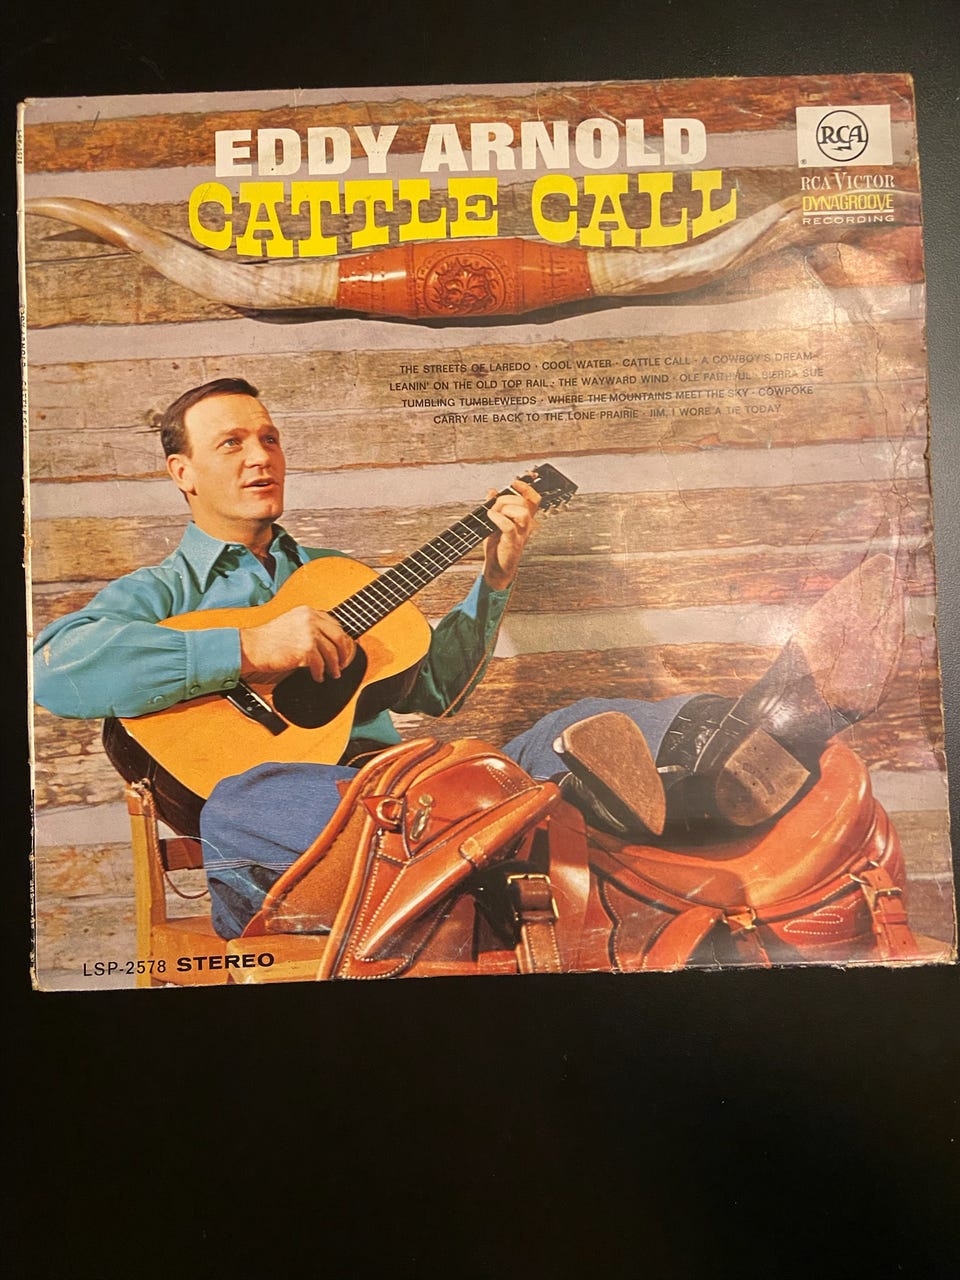 EDDY ARNOLD
CATTLE CALL
RCA
RCA VICTOR
DYNAGROOVE
RECORDING
THE STREETS OF LAREDO · COOL WATER · CATTLE CALL · A COWBOY'S DREAM
LEANIN' ON THE OLD TOP RAIL · THE WAYWARD WIND · OLE FAITHFUL · SIERRA SUE
TUMBLING TUMBLEWEEDS · WHERE THE MOUNTAINS MEET THE SKY · COWPOKE
CARRY ME BACK TO THE LONE PRAIRIE · JIM, I WORE A TIE TODAY
LSP-2578 STEREO